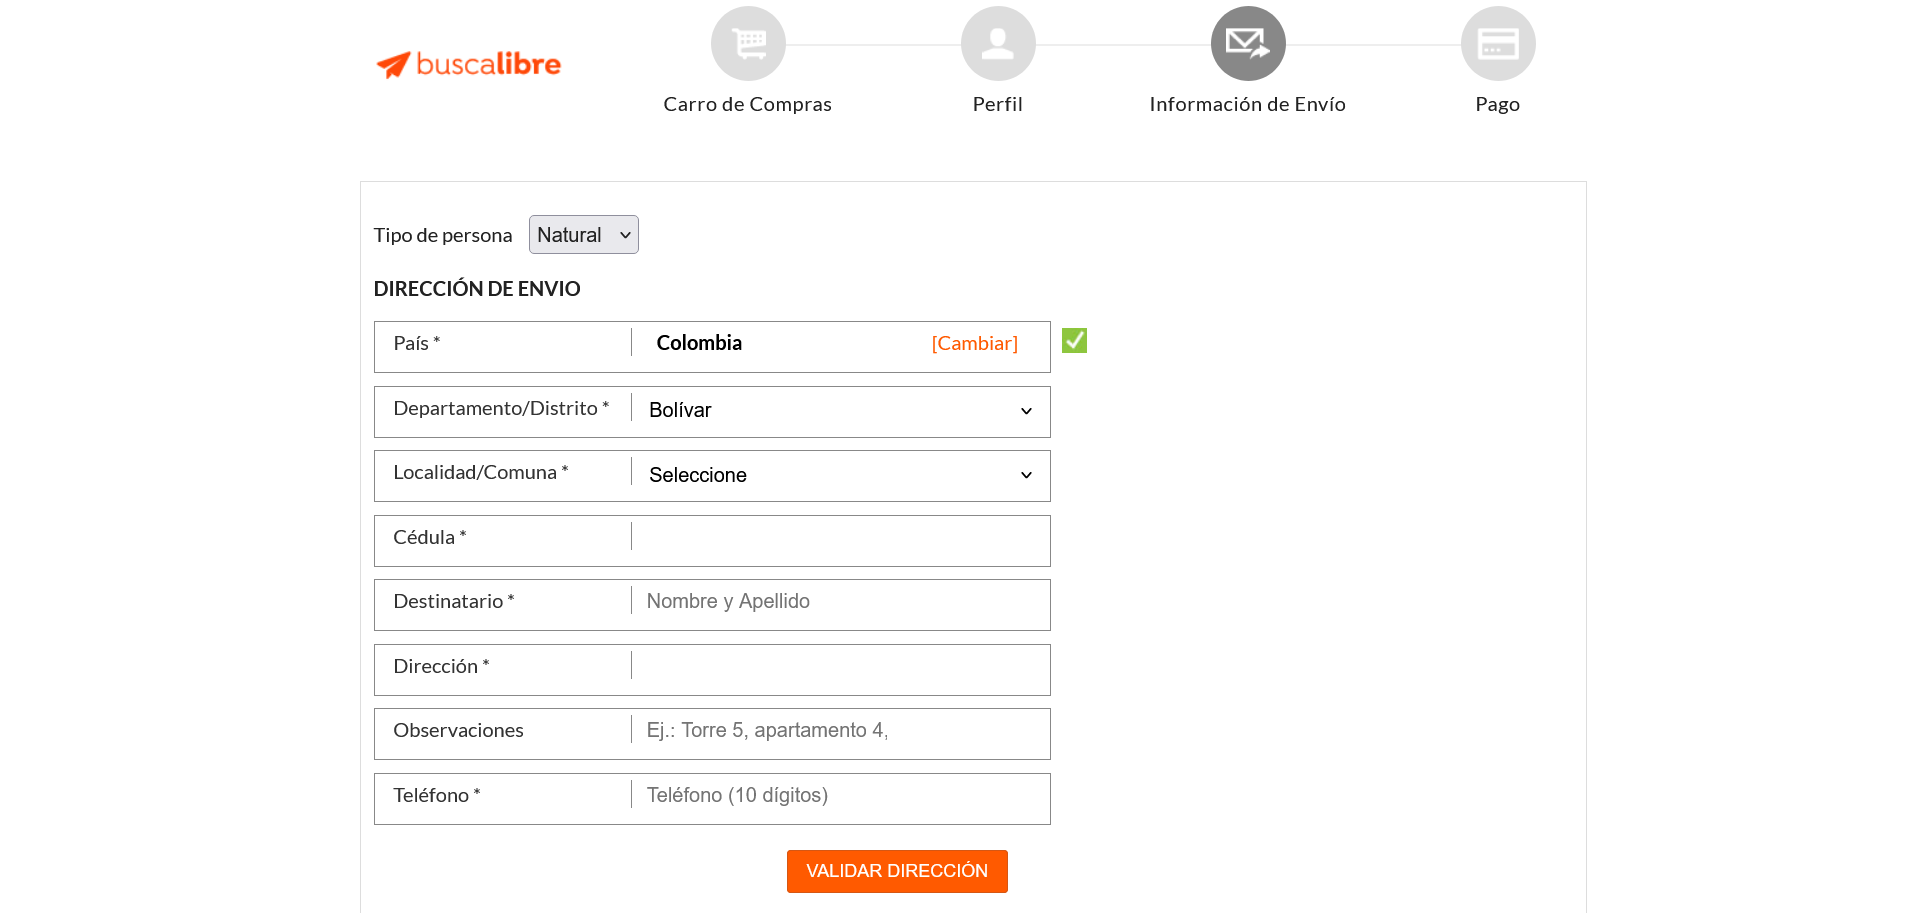 buscalibre
Carro de Compras
Perfil
Información de Envío
Pago
Tipo de persona Natural
DIRECCIÓN DE ENVIO
País * Colombia [Cambiar]
Departamento/Distrito * Bolívar
Localidad/Comuna * Seleccione
Cédula *
Destinatario * Nombre y Apellido
Dirección *
Observaciones Ej.: Torre 5, apartamento 4,
Teléfono * Teléfono (10 dígitos)
VALIDAR DIRECCIÓN